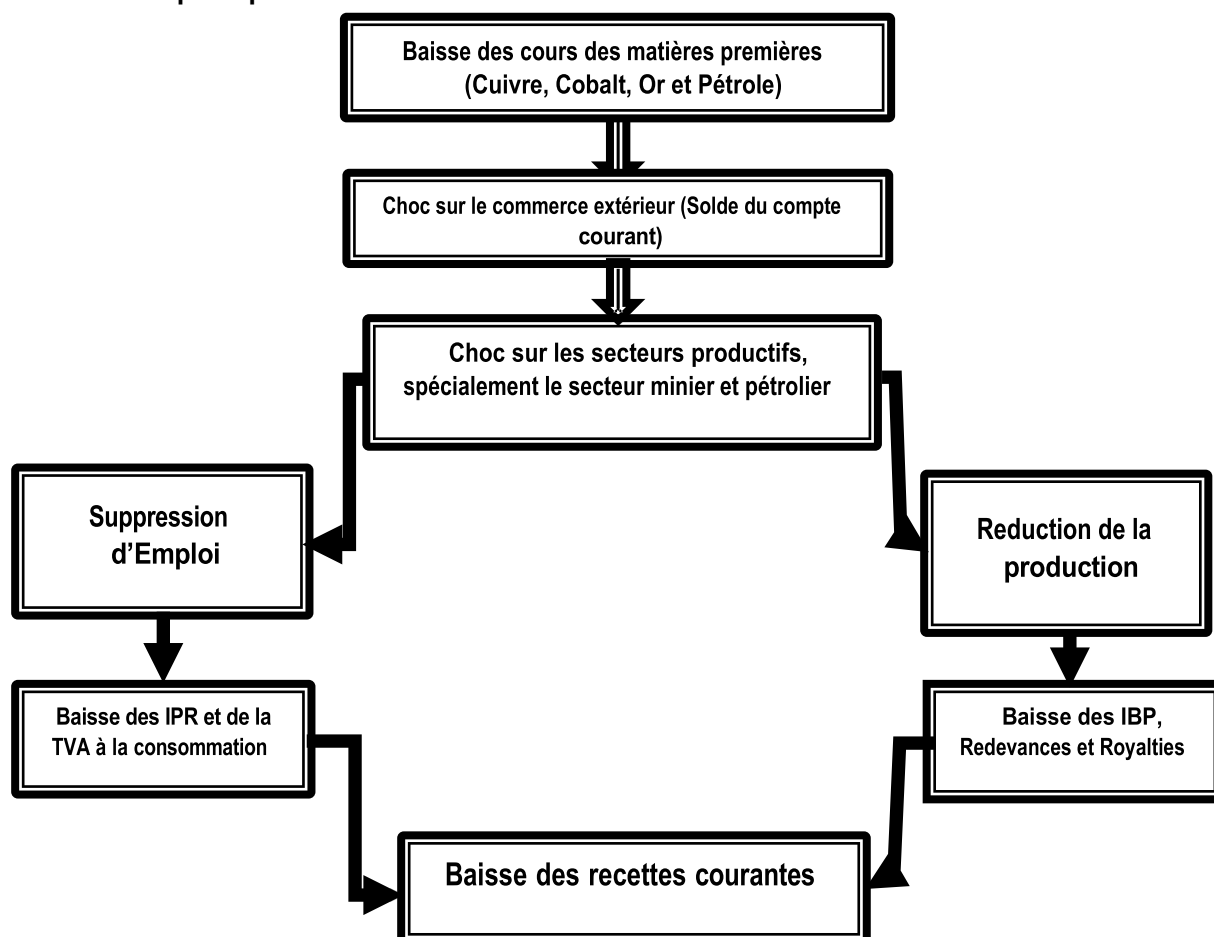 Baisse des cours des matières premières
(Cuivre, Cobalt, Or et Pétrole)
Choc sur le commerce extérieur (Solde du compte
courant)
Choc sur les secteurs productifs,
spécialement le secteur minier et pétrolier
Suppression
d’Emploi
Reduction de la
production
Baisse des IPR et de la
TVA à la consommation
Baisse des IBP,
Redevances et Royalties
Baisse des recettes courantes